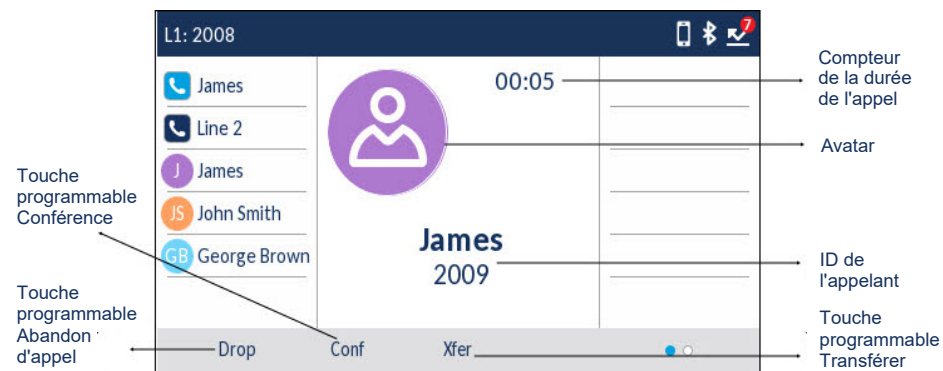 L1: 2008
7
James
Line 2
J James
JS John Smith
GB George Brown
00:05
James
2009
Drop Conf Xfer
Touche
programmable
Conférence
Touche
programmable
Abandon
d'appel
Compteur
de la durée
de l'appel
Avatar
ID de
l'appelant
Touche
programmable
Transférer